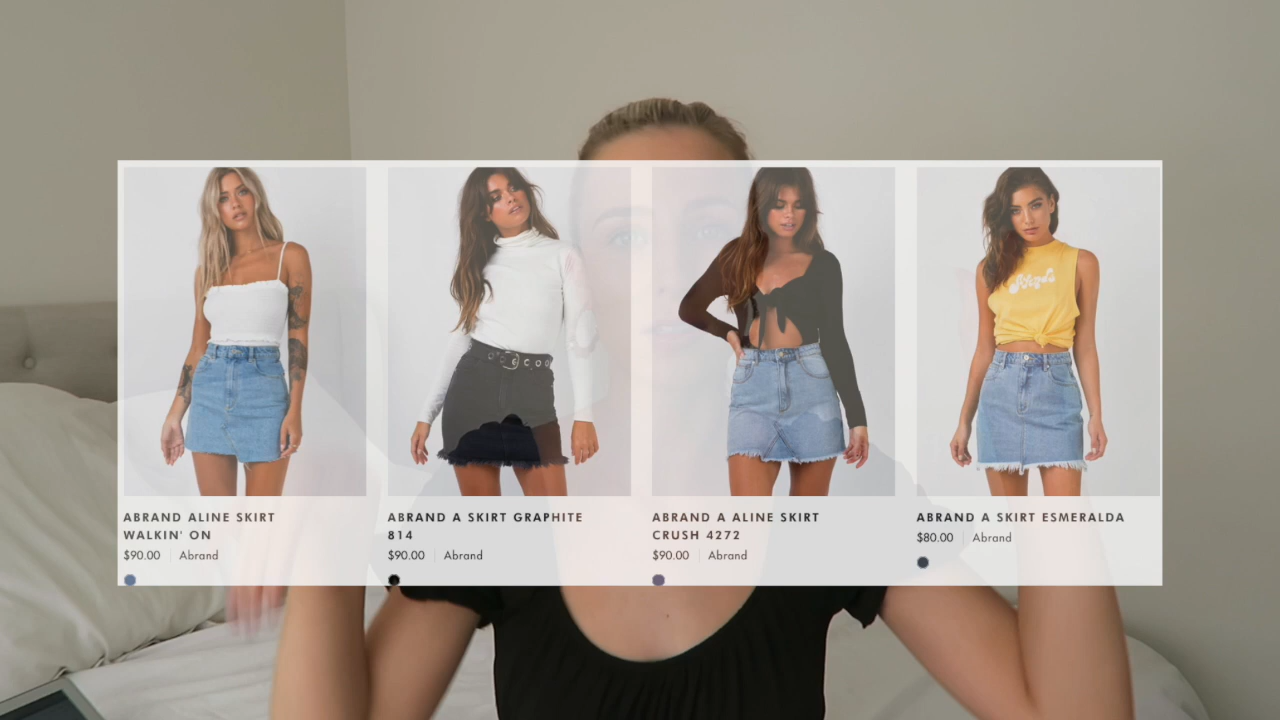 ABRAND ALINE SKIRT
WALKIN' ON
$90.00 | Abrand
ABRAND A SKIRT GRAPHITE
814
$90.00 | Abrand
ABRAND A ALINE SKIRT
CRUSH 4272
$90.00 | Abrand
ABRAND A SKIRT ESMERALDA
$80.00 | Abrand